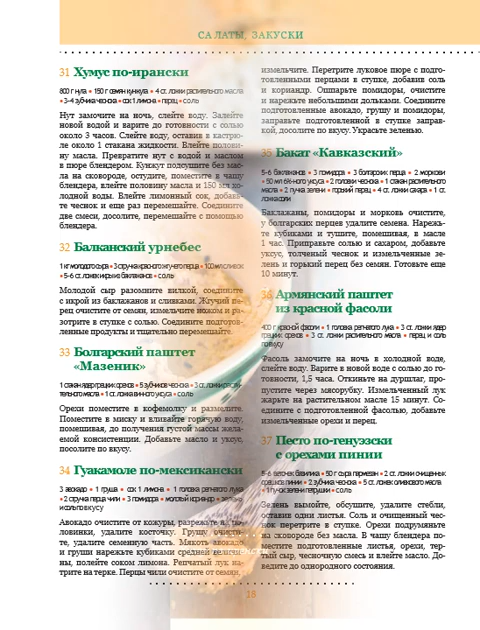 САЛАТЫ, ЗАКУСКИ
31 Хумус по-ирански
800 г нута • 150 г семян кунжута • 4 ст. ложки растительного масла
• 3–4 зубчика чеснока • сок 1 лимона • перец • соль
Нут замочите на ночь, слейте воду. Залейте
новой водой и варите до готовности с солью
около 3 часов. Слейте воду, оставив в кастрю-
ле около 1 стакана жидкости. Влейте полови-
ну масла. Превратите нут с водой и маслом
в пюре блендером. Кунжут подсушите без мас-
ла на сковороде, остудите, поместите в чашу
блендера, влейте половину масла и 150 мл хо-
лодной воды. Влейте лимонный сок, добавь-
те чеснок и еще раз перемешайте. Соедините
две смеси, досолите, перемешайте с помощью
блендера.
32 Балканский урнебес
1 кг молодого сыра • 3 стручка красного жгучего перца • 100 мл сливок
• 5–6 ст. ложек икры из баклажанов • соль
Молодой сыр разомните вилкой, соедините
с икрой из баклажанов и сливками. Жгучий пе-
рец очистите от семян, измельчите ножом и ра-
зотрите в ступке с солью. Соедините подготов-
ленные продукты и тщательно перемешайте.
33 Болгарский паштет
«Мазеник»
1 стакан ядер грецких орехов • 5 зубчиков чеснока • 3 ст. ложки расти-
тельного масла • 1 ст. ложка винного уксуса • соль
Орехи поместите в кофемолку и размелите.
Поместите в миску и вливайте горячую воду,
помешивая, до получения густой массы жела-
емой консистенции. Добавьте масло и уксус,
посолите по вкусу.
34 Гуакамоле по-мексикански
3 авокадо • 1 груша • сок 1 лимона • 1 головка репчатого лука
• 2 стручка перца чили • 3 помидора • молотый кориандр • зелень
и соль по вкусу
Авокадо очистите от кожуры, разрежьте на по-
ловинки, удалите косточку. Грушу очисти-
те, удалите семенную часть. Мякоть авокадо
и груши нарежьте кубиками средней величи-
ны, полейте соком лимона. Репчатый лук на-
трите на терке. Перцы чили очистите от семян,
измельчите. Перетрите луковое пюре с подго-
товленными перцами в ступке, добавив соль
и кориандр. Ошпарьте помидоры, очистите
и нарежьте небольшими дольками. Соедините
подготовленные авокадо, грушу и помидоры,
заправьте подготовленной в ступке заправ-
кой, досолите по вкусу. Украсьте зеленью.
35 Бакат «Кавказский»
5–6 баклажанов • 3 помидора • 3 болгарских перца • 2 моркови
• 50 мл 6%-ного уксуса • 2 головки чеснока • 1 стакан растительного
масла • 2 пучка зелени • горький перец • 4 ст. ложки сахара • 1 ст.
ложка соли
Баклажаны, помидоры и морковь очистите,
у болгарских перцев удалите семена. Нарежь-
те кубиками и тушите, помешивая, в масле
1 час. Приправьте солью и сахаром, добавьте
уксус, толченый чеснок и измельченные зе-
лень и горький перец без семян. Готовьте еще
10 минут.
36 Армянский паштет
из красной фасоли
400 г красной фасоли • 1 головка репчатого лука • 3 ст. ложки ядер
грецких орехов • 3 ст. ложки растительного масла • перец и соль
по вкусу
Фасоль замочите на ночь в холодной воде,
слейте воду. Варите в новой воде с солью до го-
товности, 1,5 часа. Откиньте на дуршлаг, про-
пустите через мясорубку. Измельченный лук
жарьте на растительном масле 15 минут. Со-
едините с подготовленной фасолью, добавьте
измельченные орехи и перец.
37 Песто по-генуэзски
с орехами пинии
5–6 веточек базилика • 50 г сыра пармезан • 2 ст. ложки очищенных
орешков пинии • 2 зубчика чеснока • 5 ст. ложек оливкового масла
• 1 пучок зелени петрушки • соль
Зелень вымойте, обсушите, удалите стебли,
оставив одни листья. Соль и очищенный чес-
нок перетрите в ступке. Орехи подрумяньте
на сковороде без масла. В чашу блендера по-
местите подготовленные листья, орехи, тер-
тый сыр, чесночную смесь и влейте масло. До-
ведите до однородного состояния.
18